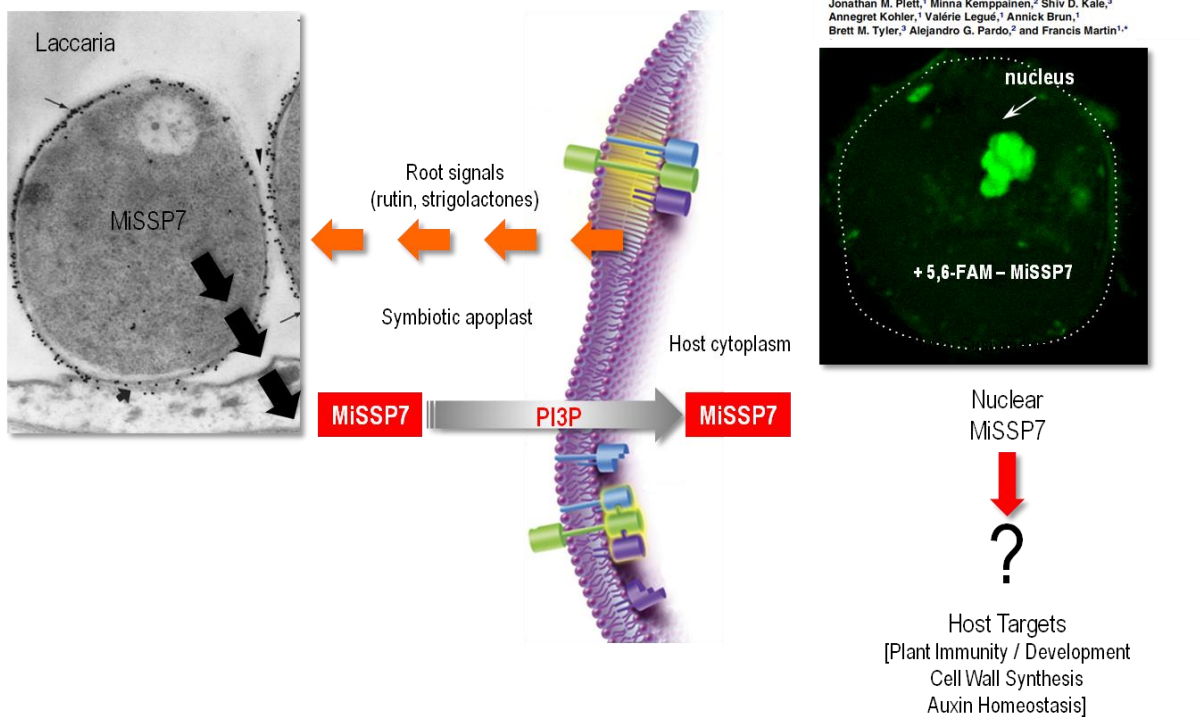 Jonathan M. Plett,¹ Minna Kemppainen,² Shiv D. Kale,³
Annegret Kohler,¹ Valérie Legué,¹ Annick Brun,¹
Brett M. Tyler,³ Alejandro G. Pardo,² and Francis Martin¹,*
Laccaria
MiSSP7
Root signals
(rutin, strigolactones)
Symbiotic apoplast
Host cytoplasm
MiSSP7
PI3P
MiSSP7
nucleus
+ 5,6-FAM – MiSSP7
Nuclear
MiSSP7
?
Host Targets
[Plant Immunity / Development
Cell Wall Synthesis
Auxin Homeostasis]